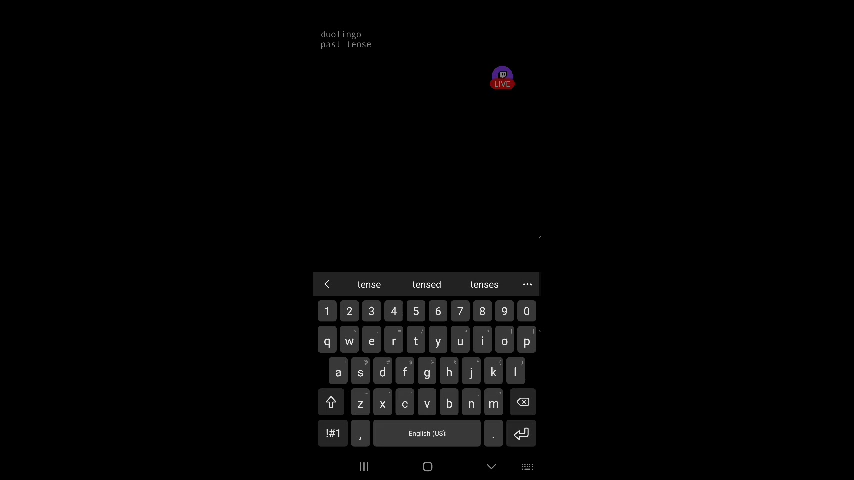 duolingo
past tense
LIVE
tense tensed tenses
1 2 3 4 5 6 7 8 9 0
q w e r t y u i o p
a s d f g h j k l
z x c v b n m
!#1 , English (US) .